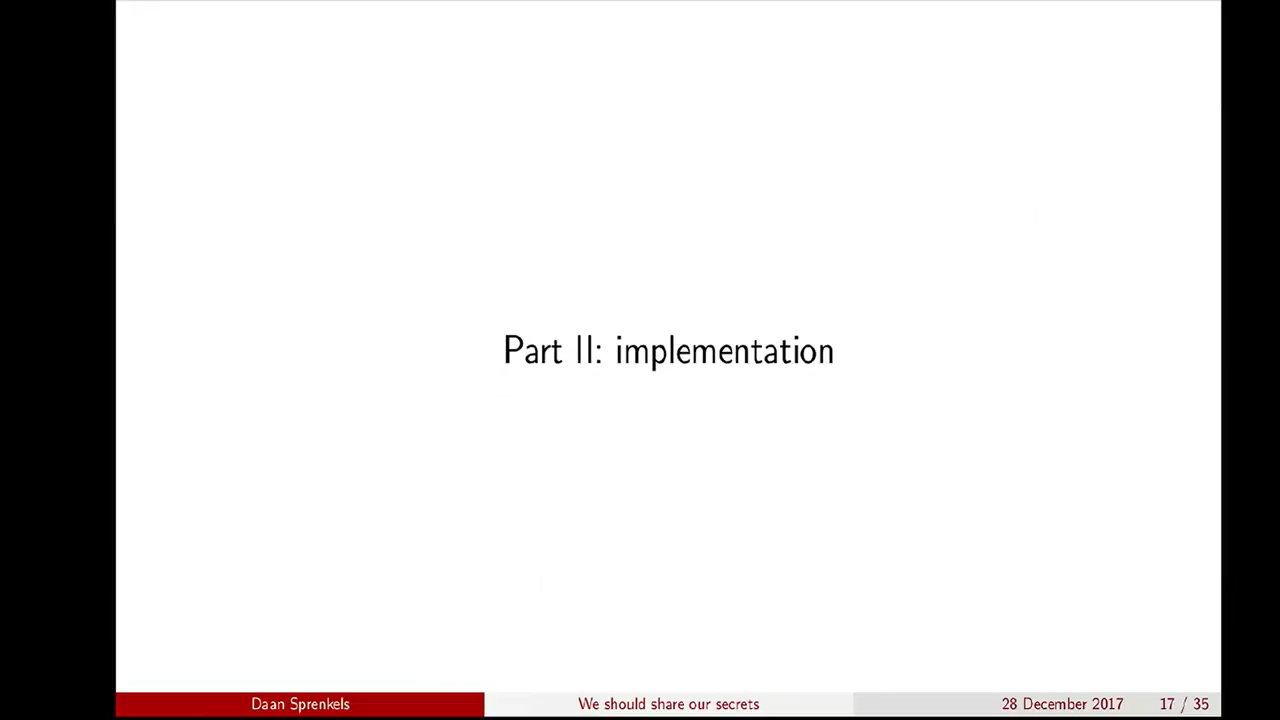 Part II: implementation
Daan Sprenkels
We should share our secrets
28 December 2017
17 / 35